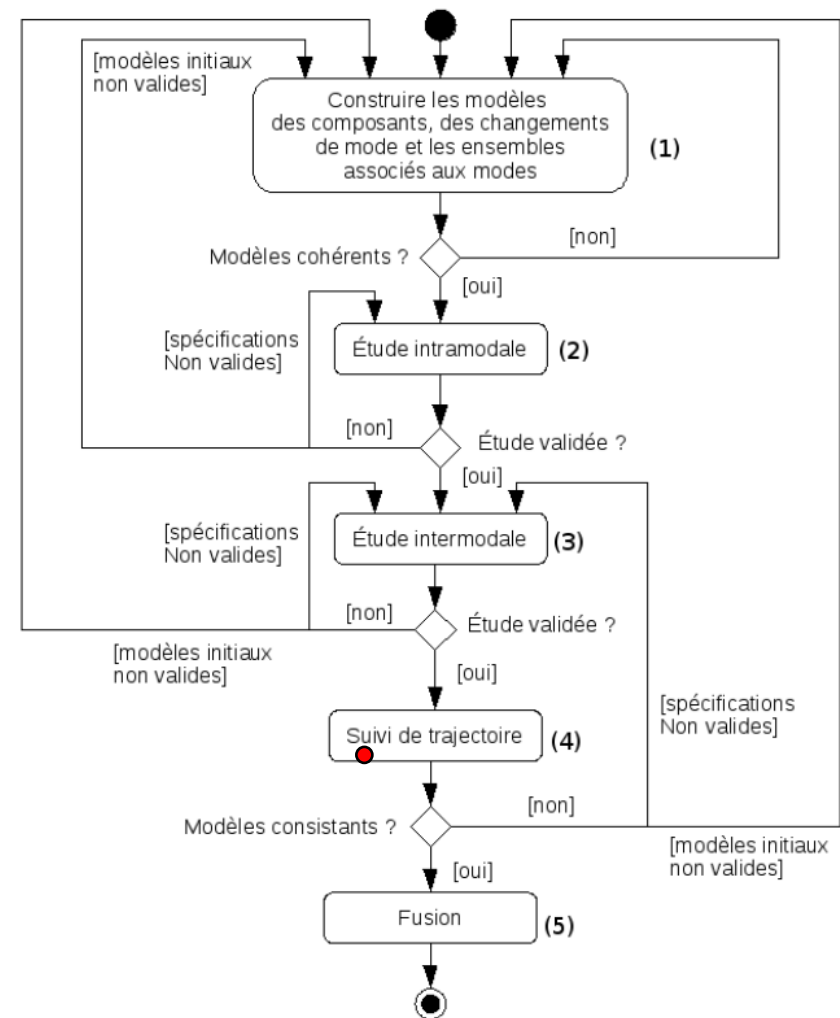 [modèles initiaux
non valides]
Construire les modèles
des composants, des changements
de mode et les ensembles
associés aux modes
(1)
[non]
Modèles cohérents ?
[oui]
[spécifications
Non valides]
Étude intramodale
(2)
[non]
Étude validée ?
[oui]
[spécifications
Non valides]
Étude intermodale
(3)
[non]
Étude validée ?
[modèles initiaux
non valides]
[oui]
[spécifications
Non valides]
Suivi de trajectoire
(4)
[non]
Modèles consistants ?
[modèles initiaux
non valides]
[oui]
Fusion
(5)